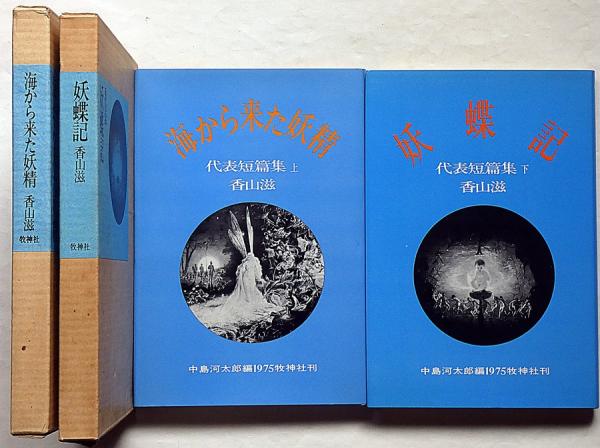 海から来た妖精 香山滋
牧神社
妖蝶記 香山滋
牧神社
海から来た妖精
代表短篇集 上
香山滋
中島河太郎編1975牧神社刊
妖蝶記
代表短篇集 下
香山滋
中島河太郎編1975牧神社刊